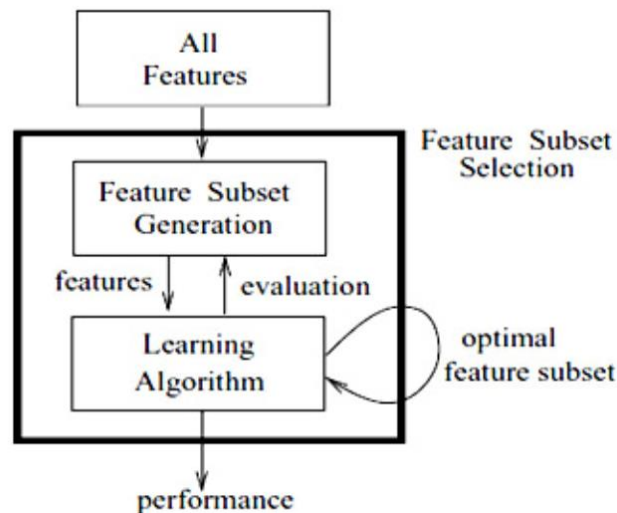 All
Features
Feature Subset
Selection
Feature Subset
Generation
features
evaluation
Learning
Algorithm
optimal
feature subset
performance